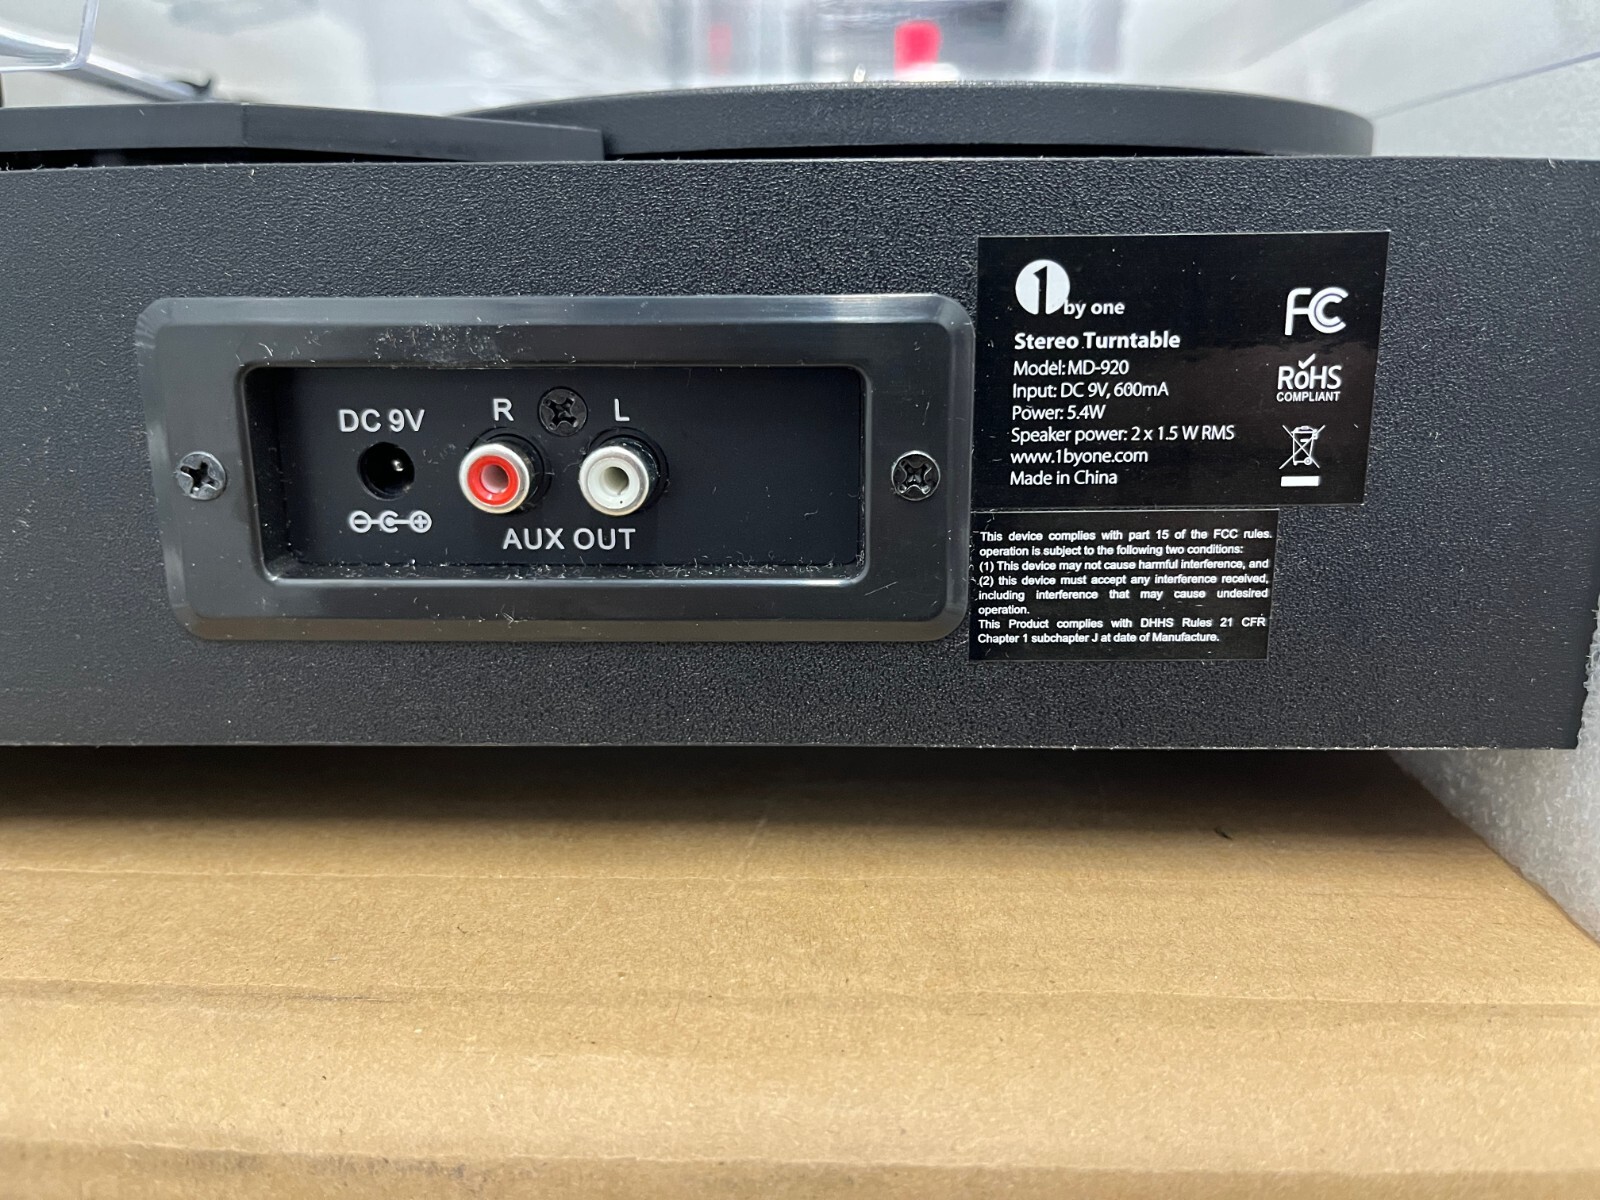 DC 9V
R L
AUX OUT
1 by one
Stereo Turntable
Model: MD-920
Input: DC 9V, 600mA
Power: 5.4W
Speaker power: 2 x 1.5 W RMS
www.1byone.com
Made in China
FC
RoHS
COMPLIANT
This device complies with part 15 of the FCC rules.
operation is subject to the following two conditions:
(1) This device may not cause harmful interference, and
(2) this device must accept any interference received,
including interference that may cause undesired
operation.
This Product complies with DHHS Rules 21 CFR
Chapter 1 subchapter J at date of Manufacture.